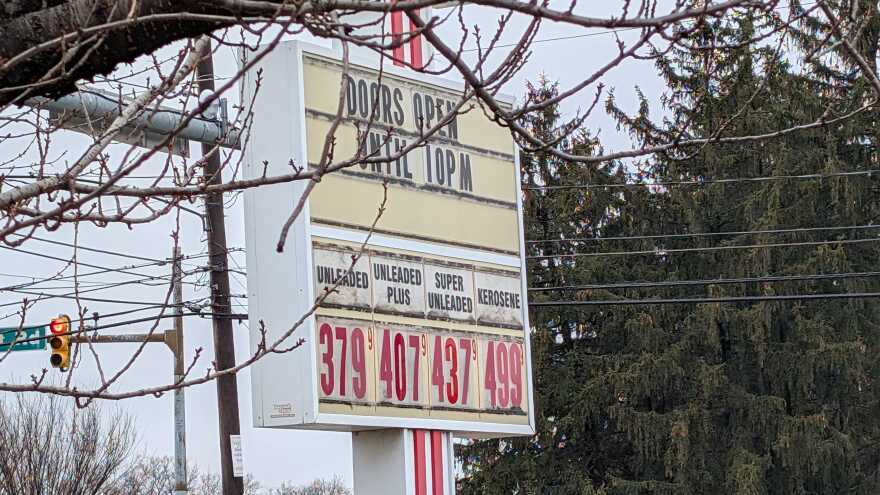 DOORS OPEN
UNTIL 10PM
UNLEADED UNLEADED PLUS SUPER UNLEADED KEROSENE
379 9 407 9 437 9 499 9